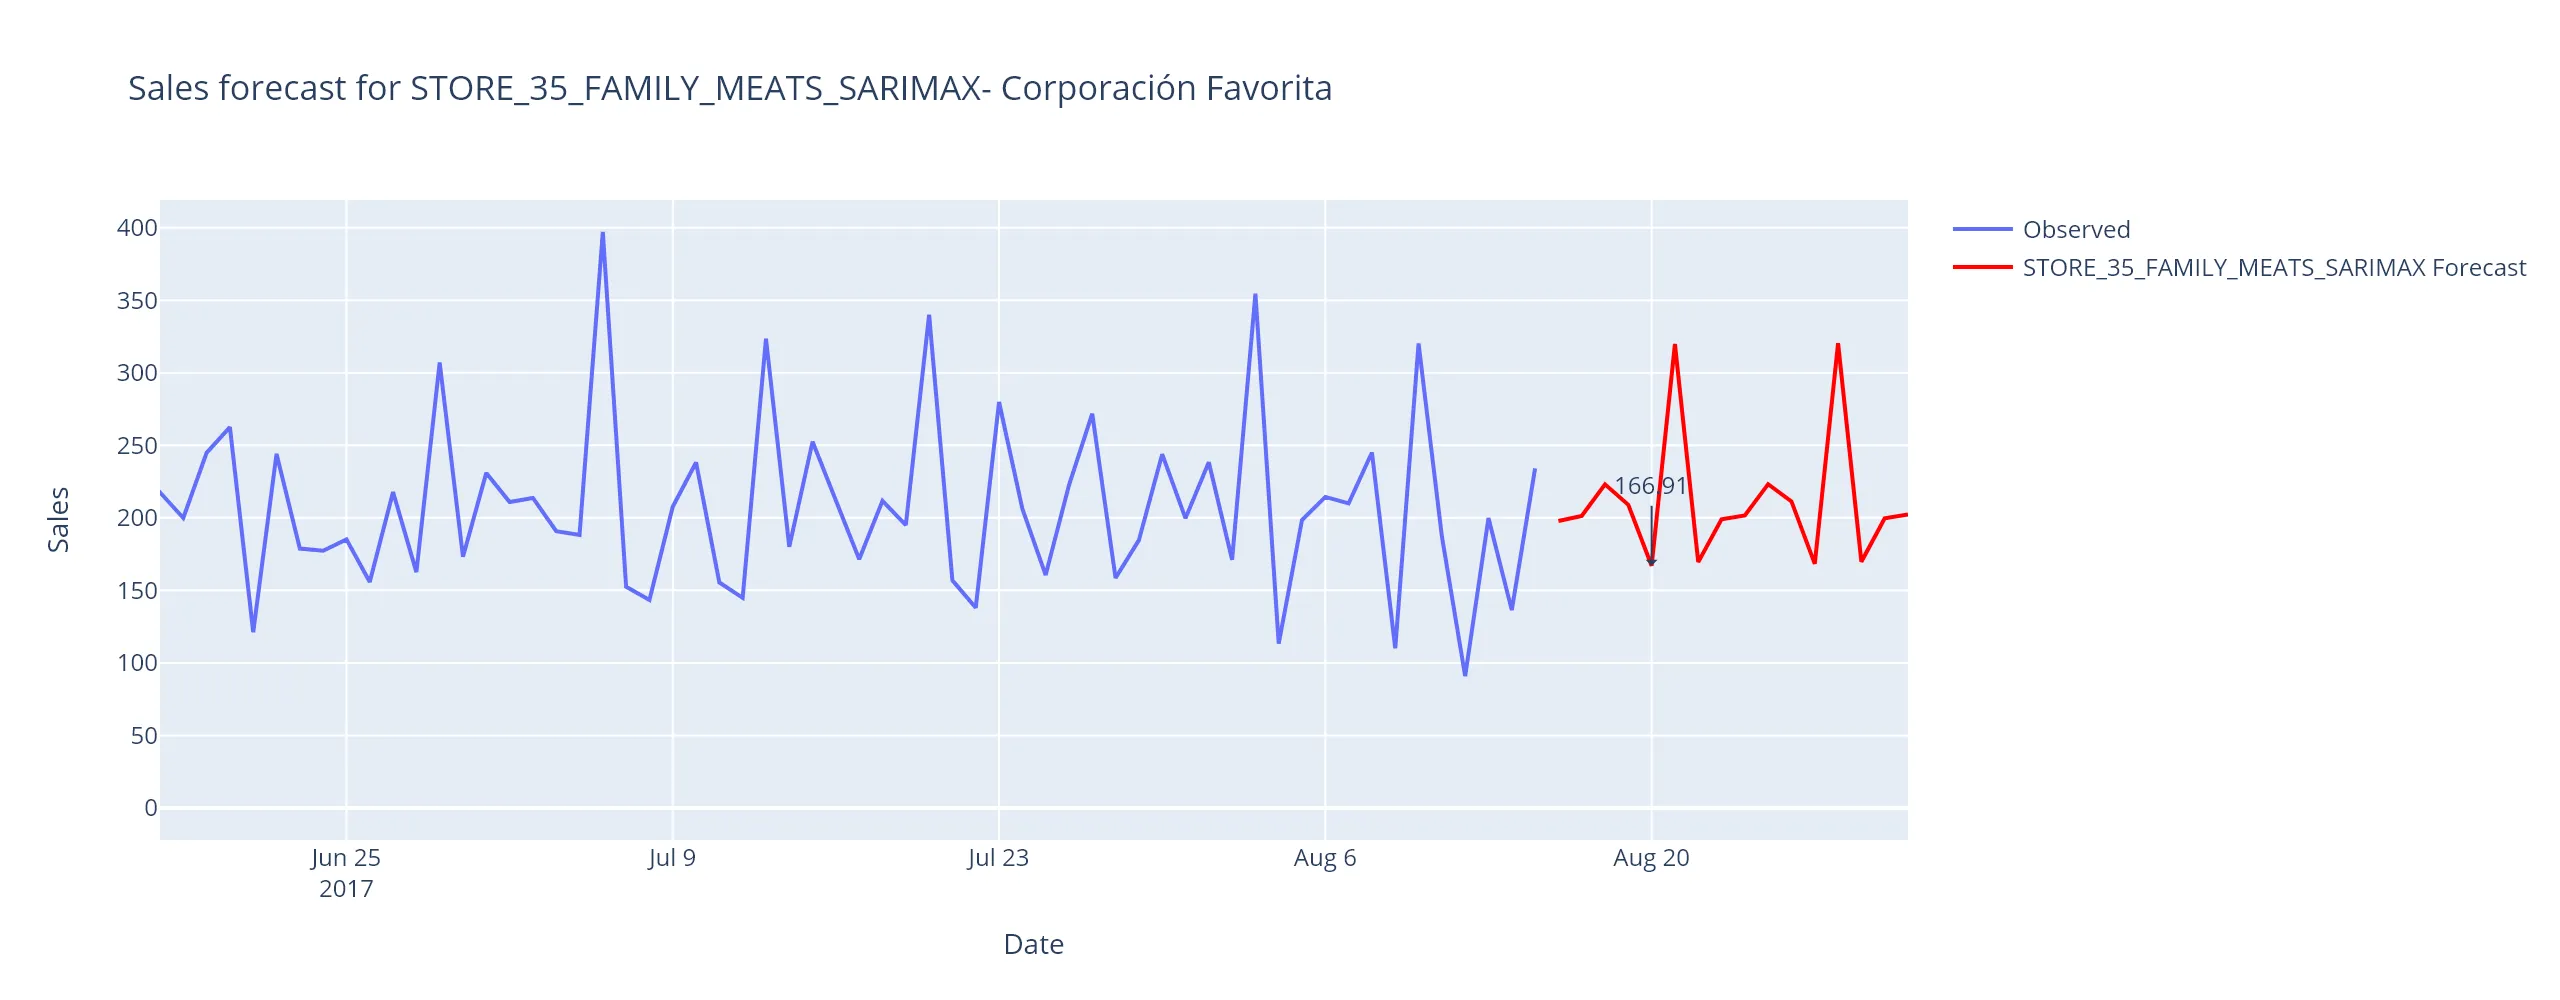 Sales forecast for STORE_35_FAMILY_MEATS_SARIMAX- Corporación Favorita
Observed
STORE_35_FAMILY_MEATS_SARIMAX Forecast
400
350
300
250
200
150
100
50
0
Sales
166.91
Jun 25
2017
Jul 9
Jul 23
Aug 6
Aug 20
Date